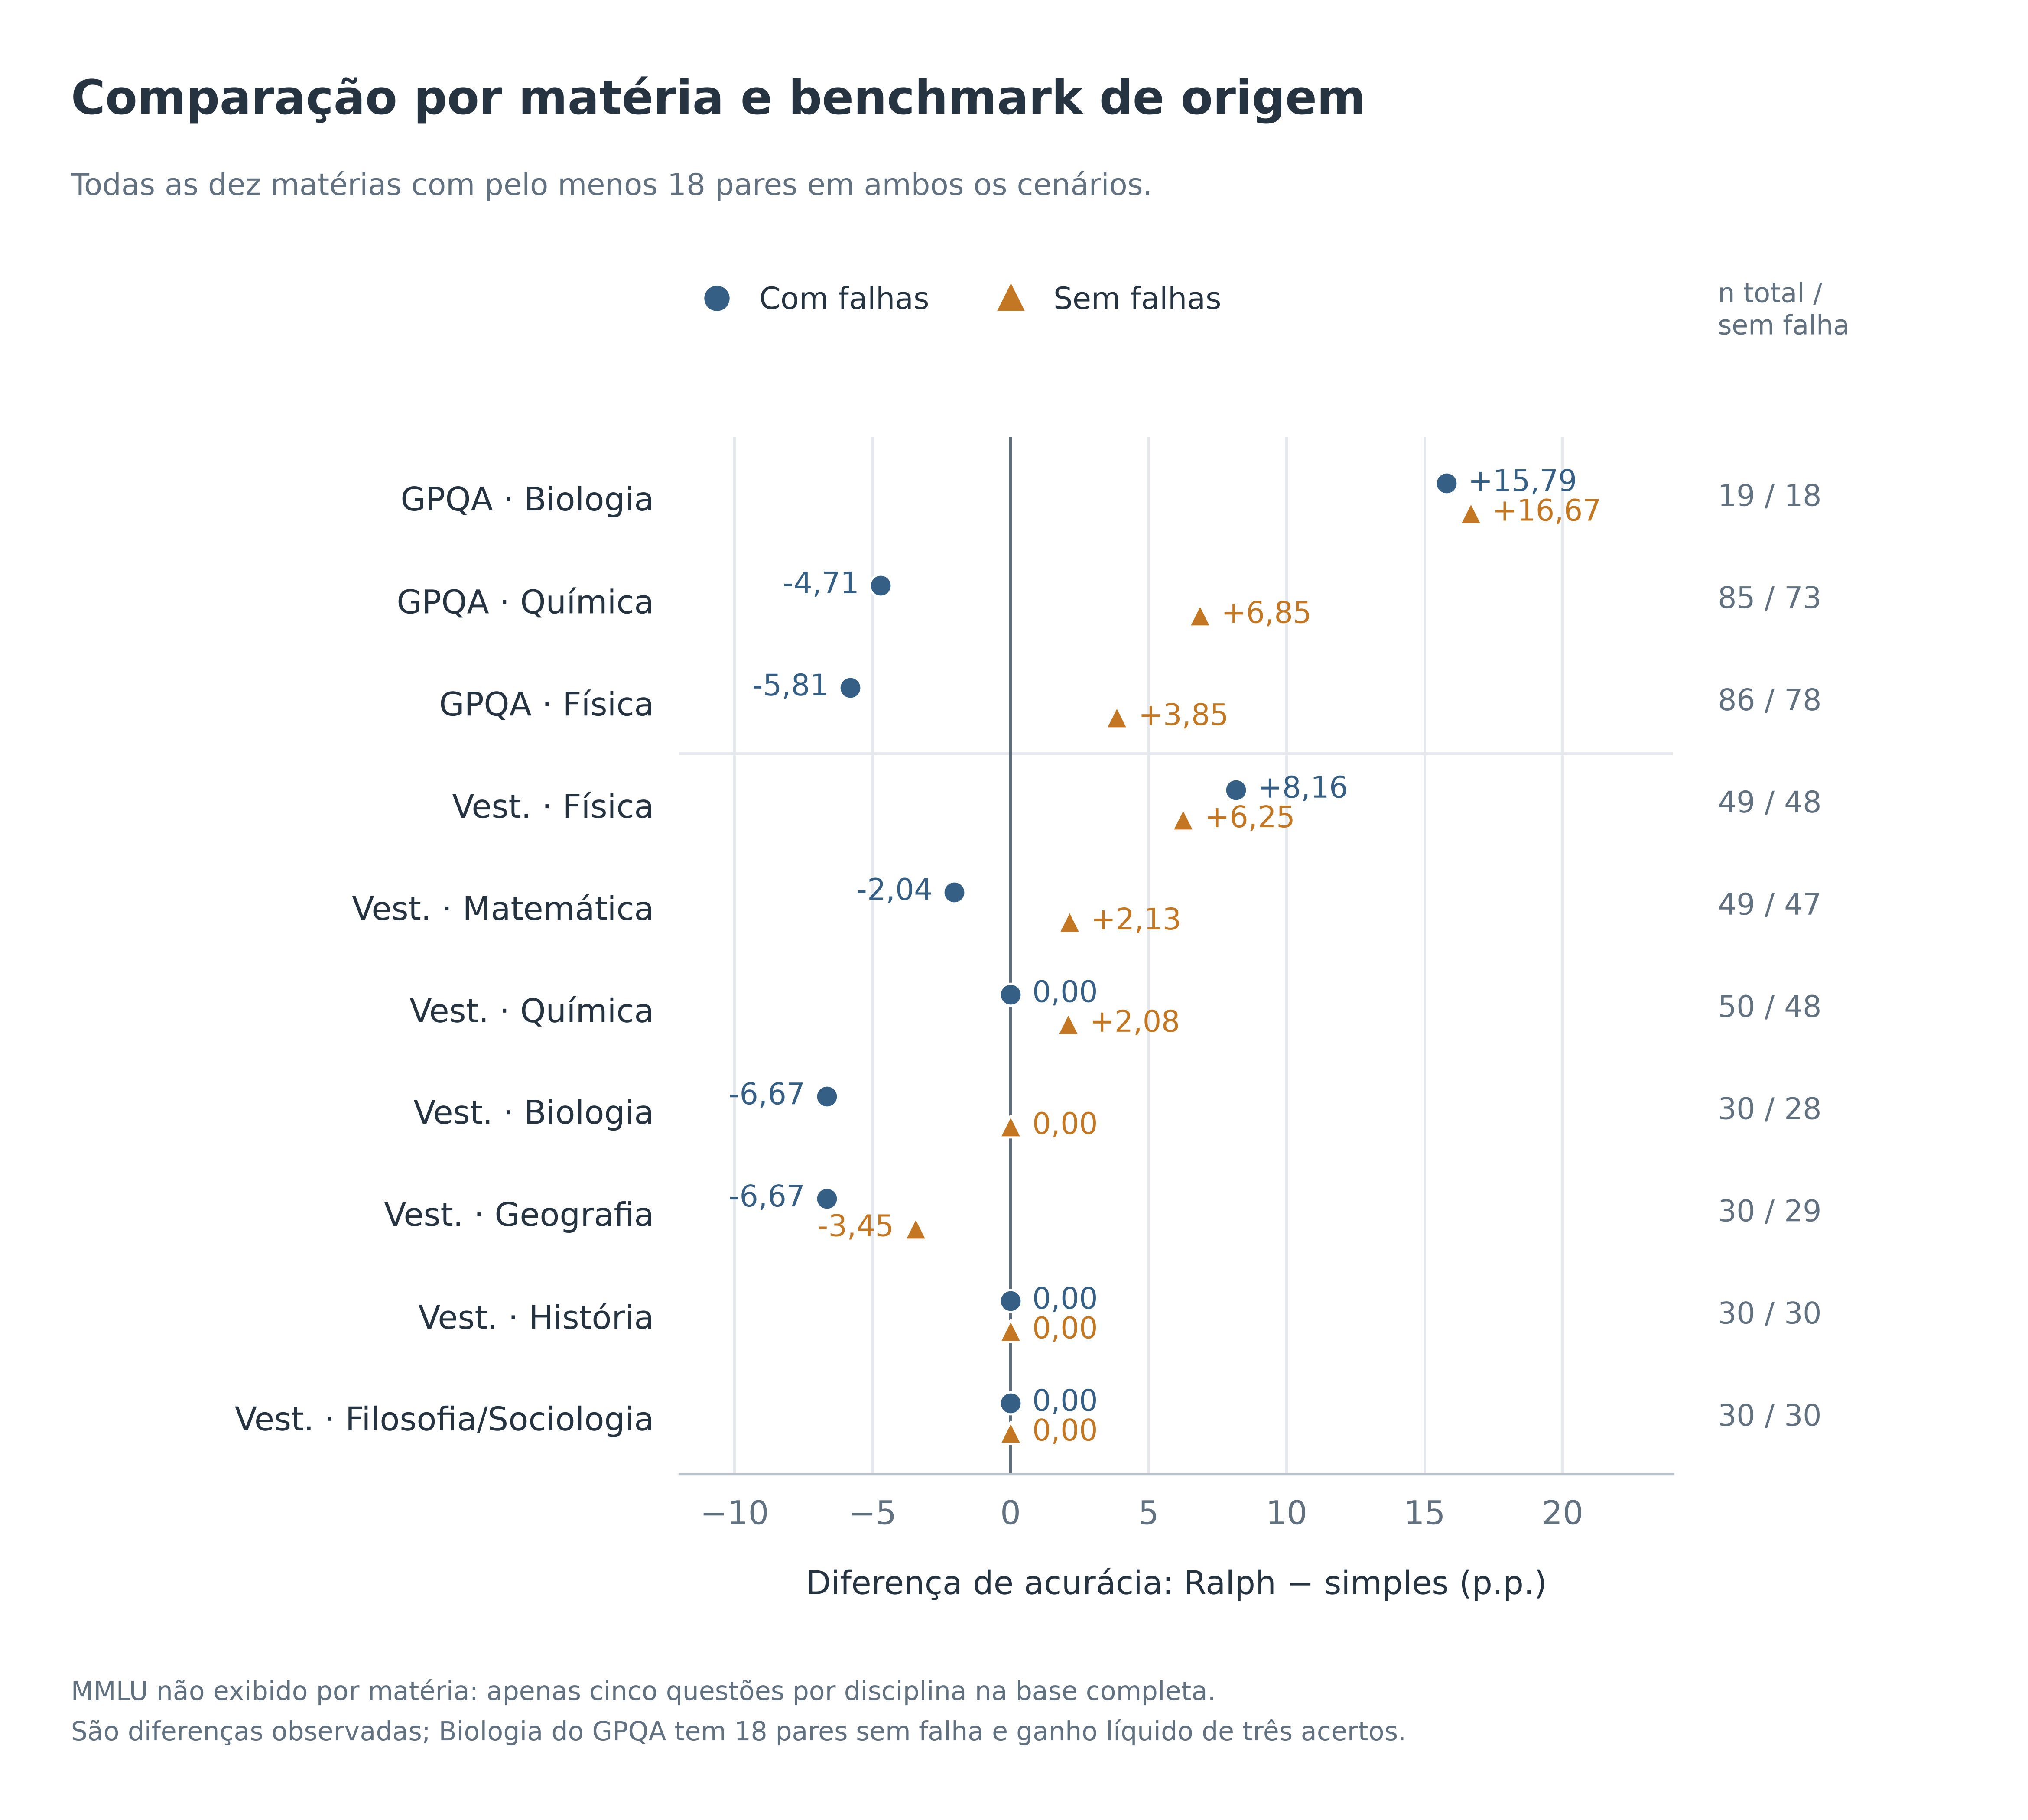 Comparação por matéria e benchmark de origem
Todas as dez matérias com pelo menos 18 pares em ambos os cenários.
Com falhas
Sem falhas
n total /
sem falha
GPQA · Biologia
+15,79
+16,67
19 / 18
GPQA · Química
-4,71
+6,85
85 / 73
GPQA · Física
-5,81
+3,85
86 / 78
Vest. · Física
+8,16
+6,25
49 / 48
Vest. · Matemática
-2,04
+2,13
49 / 47
Vest. · Química
0,00
+2,08
50 / 48
Vest. · Biologia
-6,67
0,00
30 / 28
Vest. · Geografia
-6,67
-3,45
30 / 29
Vest. · História
0,00
0,00
30 / 30
Vest. · Filosofia/Sociologia
0,00
0,00
30 / 30
−10 −5 0 5 10 15 20
Diferença de acurácia: Ralph − simples (p.p.)
MMLU não exibido por matéria: apenas cinco questões por disciplina na base completa.
São diferenças observadas; Biologia do GPQA tem 18 pares sem falha e ganho líquido de três acertos.